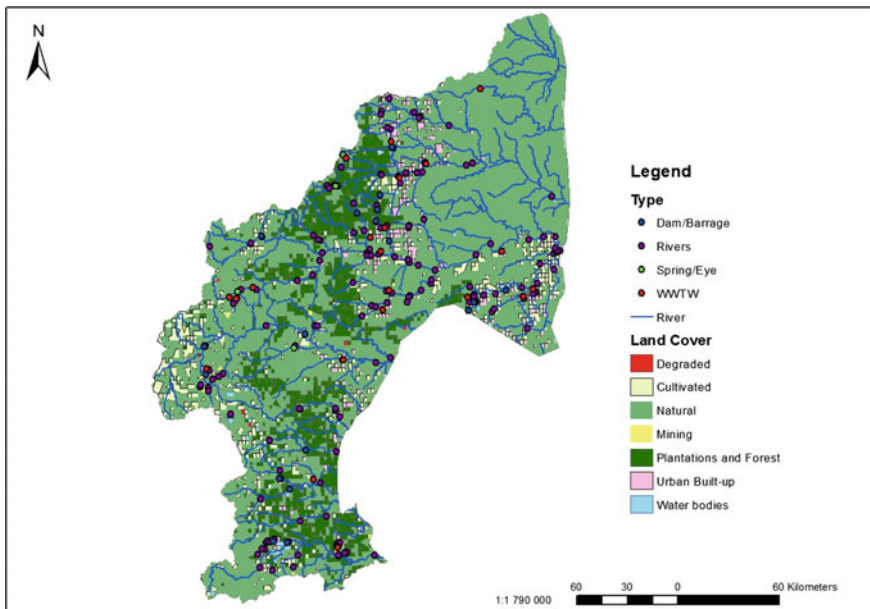 N
Legend
Type
Dam/Barrage
Rivers
Spring/Eye
WWTW
River
Land Cover
Degraded
Cultivated
Natural
Mining
Plantations and Forest
Urban Built-up
Water bodies
1:1 790 000
60 30 0 60 Kilometers